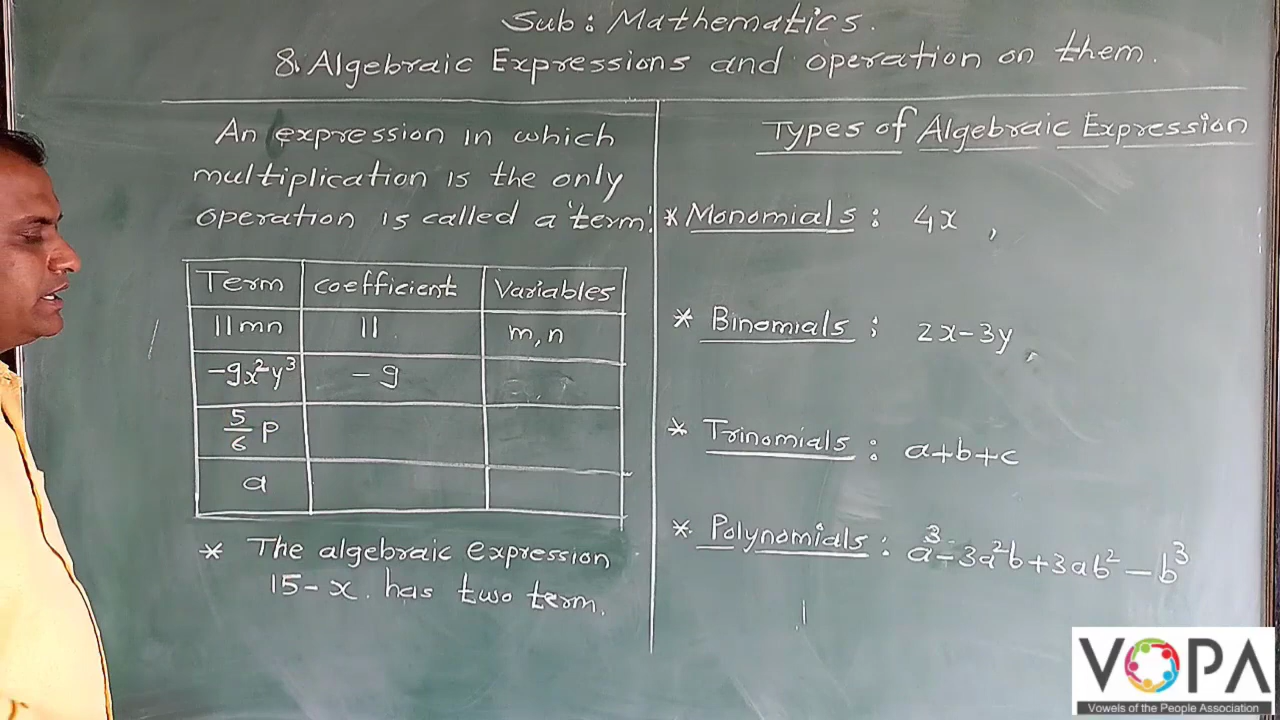 Sub: Mathematics.
8. Algebraic Expressions and operation on them.
An expression in which
multiplication is the only
operation is called a 'term'.
Term coefficient Variables
11mn 11 m, n
-9x²y³ -9
5/6 p
a
* The algebraic expression
15-x. has two term.
Types of Algebraic Expression
* Monomials : 4x ,
* Binomials : 2x-3y ,
* Trinomials : a+b+c
* Polynomials : a³-3a²b+3ab²-b³
VOPA
Vowels of the People Association